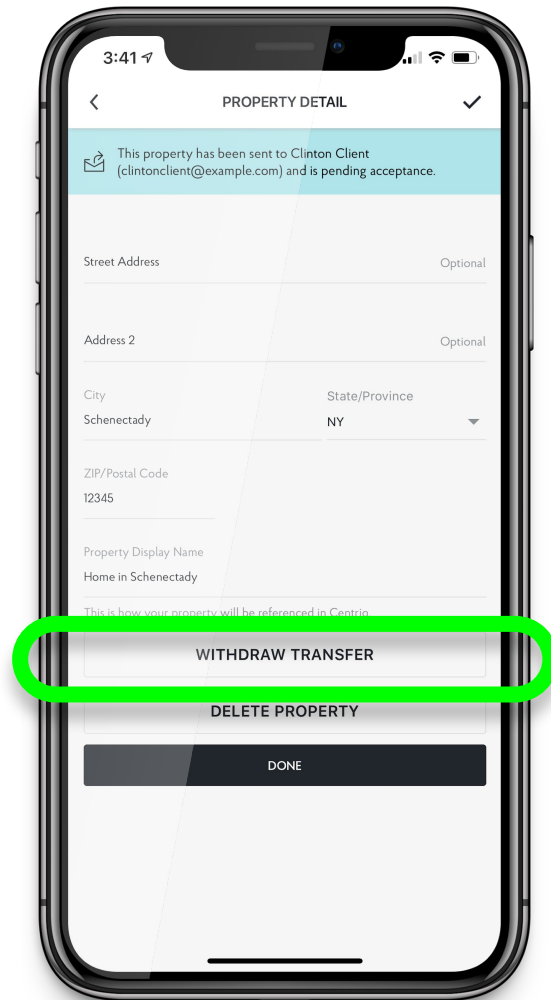 3:41
PROPERTY DETAIL
This property has been sent to Clinton Client
(clintonclient@example.com) and is pending acceptance.
Street Address Optional
Address 2 Optional
City State/Province
Schenectady NY
ZIP/Postal Code
12345
Property Display Name
Home in Schenectady
This is how your property will be referenced in Centriq.
WITHDRAW TRANSFER
DELETE PROPERTY
DONE